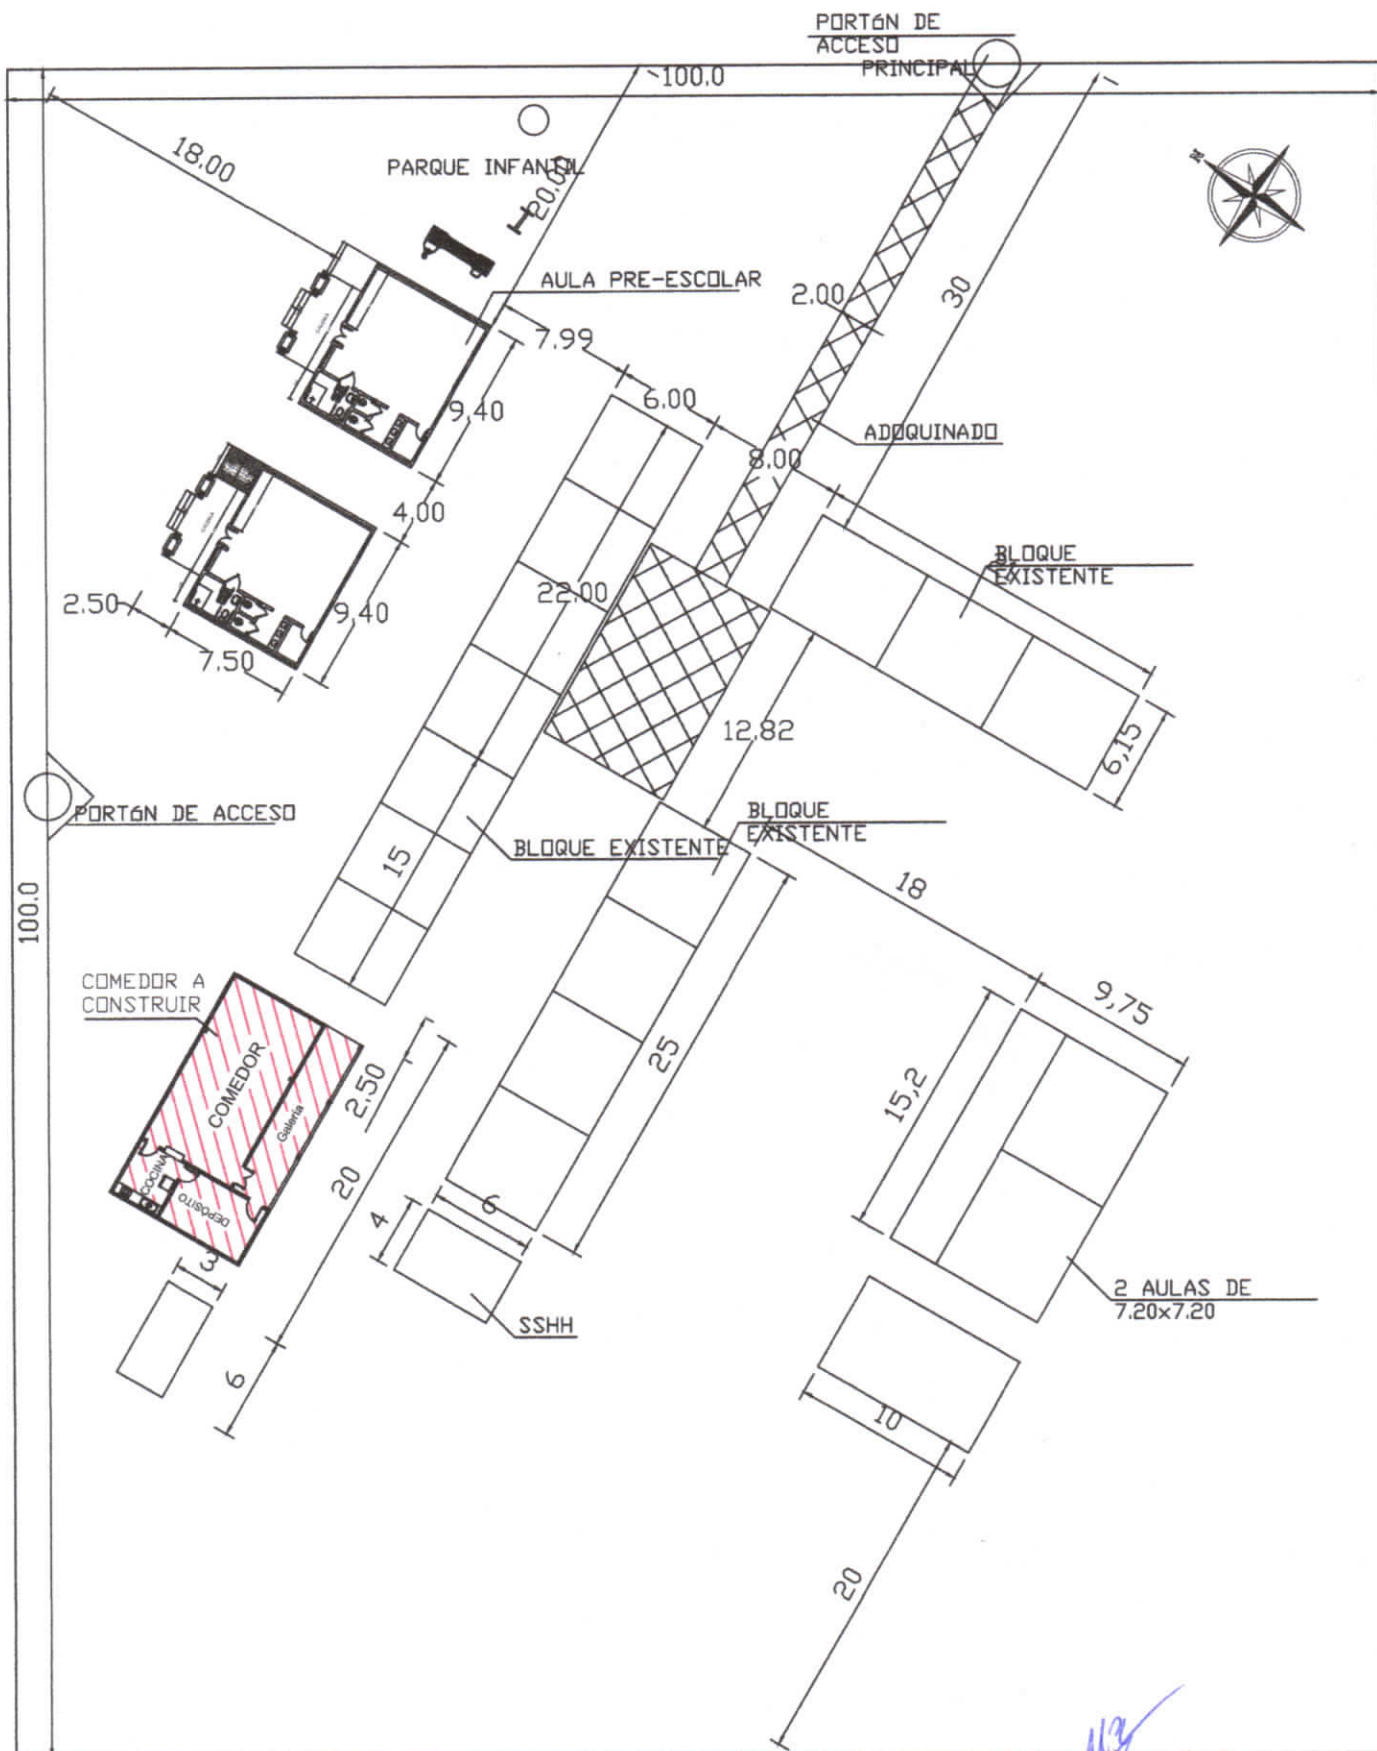 PORTóN DE
ACCESO
PRINCIPAL
100.0
18.00
PARQUE INFANTIL
20.00
N
AULA PRE-ESCOLAR
2.00
30
7.99
6.00
9,40
ADOQUINADO
8.00
4,00
BLOQUE
EXISTENTE
22.00
2.50
9,40
7.50
12,82
6,15
PORTóN DE ACCESO
BLOQUE
EXISTENTE
BLOQUE EXISTENTE
15
18
100.0
COMEDOR A
CONSTRUIR
9,75
COMEDOR
Galería
2,50
25
15,2
COCINA
DEPÓSITO
20
6
4
3
2 AULAS DE
7.20x7.20
SSHH
6
10
20